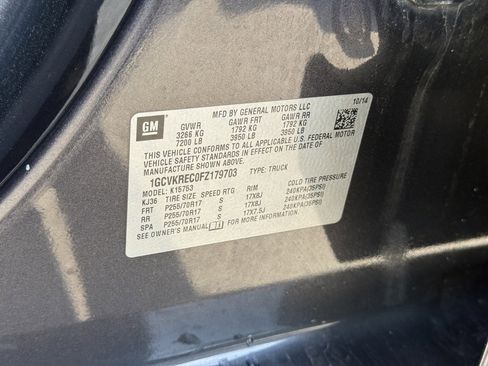 MFD BY GENERAL MOTORS LLC
10/14
GM
GVWR GAWR FRT GAWR RR
3266 KG 1792 KG 1792 KG
7200 LB 3950 LB 3950 LB
THIS VEHICLE CONFORMS TO ALL APPLICABLE U.S. FEDERAL MOTOR
VEHICLE SAFETY STANDARDS IN EFFECT ON THE DATE OF
MANUFACTURE SHOWN ABOVE.
1GCVKREC0FZ179703 TYPE: TRUCK
MODEL: K15753
KJ36 TIRE SIZE SPEED RTG RIM COLD TIRE PRESSURE
FRT P255/70R17 S 17X8J 240KPA(35PSI)
RR P255/70R17 S 17X8J 240KPA(35PSI)
SPA P255/70R17 S 17X7.5J 240KPA(35PSI)
SEE OWNER'S MANUAL